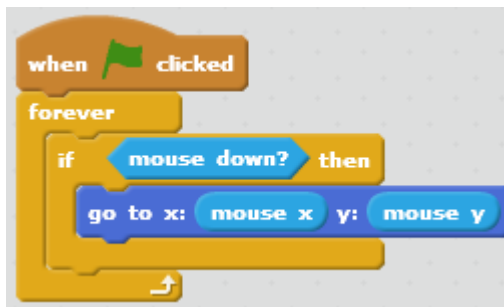 when clicked
forever
if mouse down? then
go to x: mouse x y: mouse y